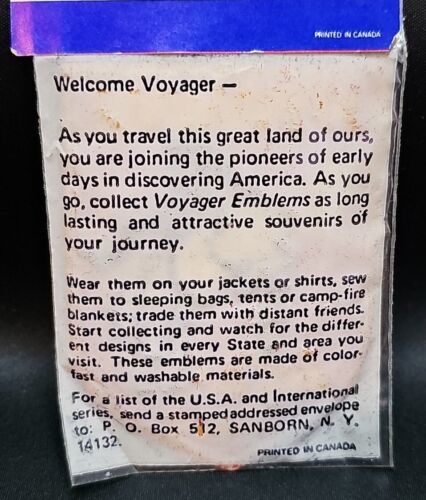 PRINTED IN CANADA
Welcome Voyager —
As you travel this great land of ours,
you are joining the pioneers of early
days in discovering America. As you
go, collect Voyager Emblems as long
lasting and attractive souvenirs of
your journey.
Wear them on your jackets or shirts, sew
them to sleeping bags, tents or camp-fire
blankets; trade them with distant friends.
Start collecting and watch for the differ-
ent designs in every State and area you
visit. These emblems are made of color-
fast and washable materials.
For a list of the U.S.A. and International
series, send a stamped addressed envelope
to: P. O. Box 512, SANBORN, N. Y.
14132.
PRINTED IN CANADA